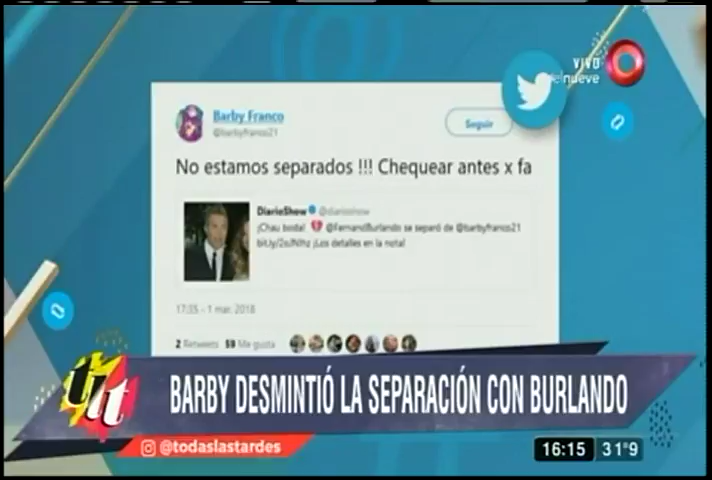 VIVO
elnueve
Barby Franco
@barbyfranco21
Seguir
No estamos separados !!! Chequear antes x fa
DiarioShow @diarioshow
¡Chau boda! 💔 @FernandBurlando se separó de @barbyfranco21
¡Los detalles en la nota!
17:35 - 1 mar. 2018
2 Retweets 59 Me gusta
tlt
BARBY DESMINTIÓ LA SEPARACIÓN CON BURLANDO
@todaslastardes
16:15 31°9